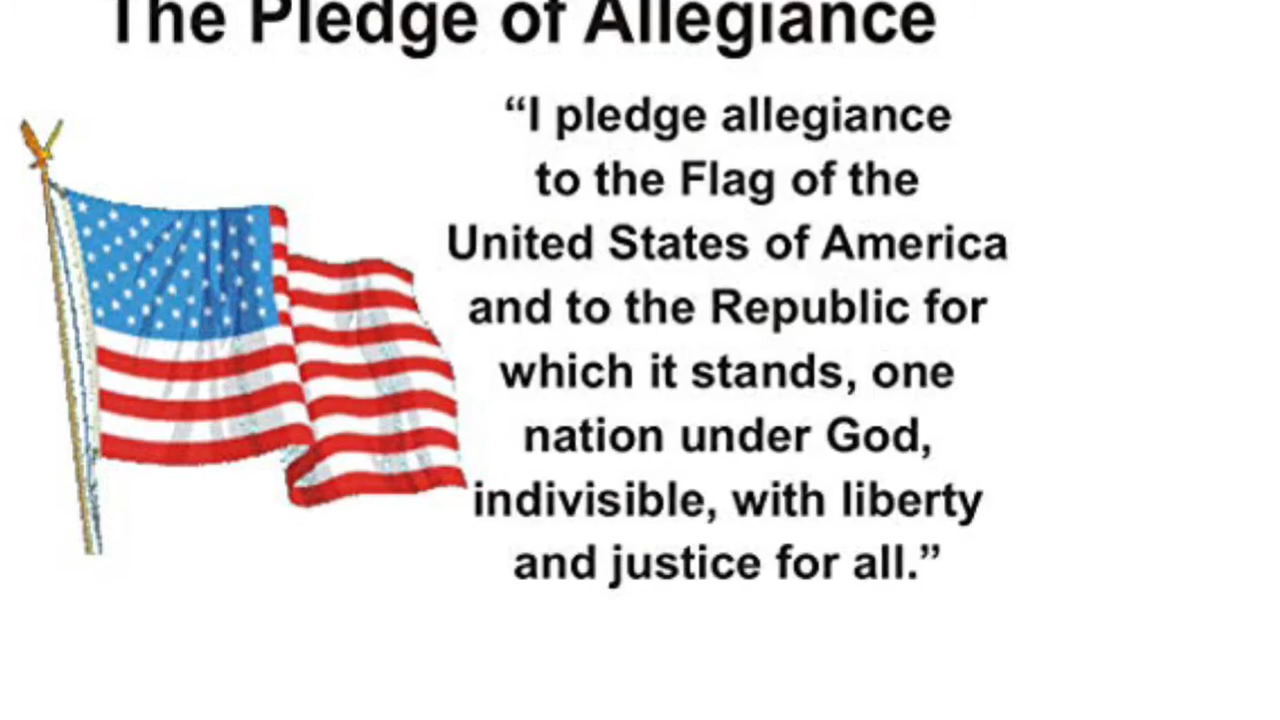 The Pledge of Allegiance
“I pledge allegiance
to the Flag of the
United States of America
and to the Republic for
which it stands, one
nation under God,
indivisible, with liberty
and justice for all.”